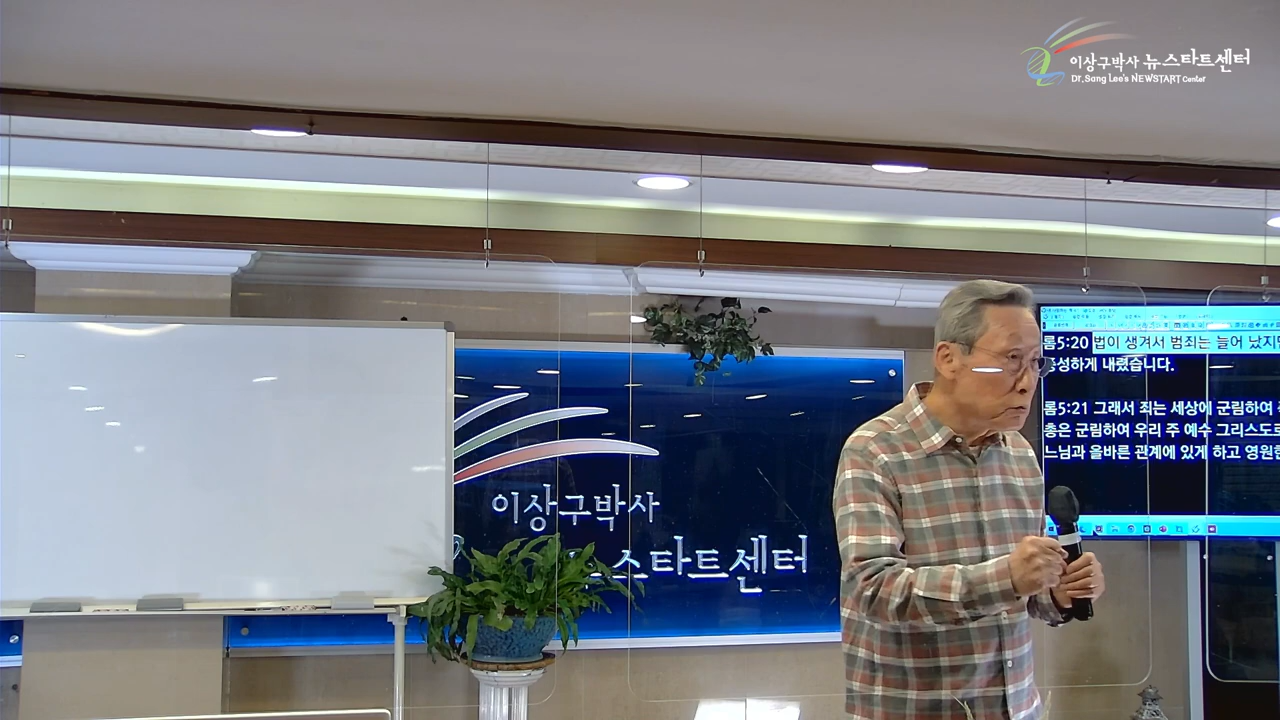 이상구박사 뉴스타트센터
Dr. Sang Lee's NEWSTART Center
롬5:20 법이 생겨서 범죄는 늘어 났지만
중성하게 내렸습니다.
롬5:21 그래서 죄는 세상에 군림하여
총은 군림하여 우리 주 예수 그리스도로
느님과 올바른 관계에 있게 하고 영원한
이상구박사
스타트센터